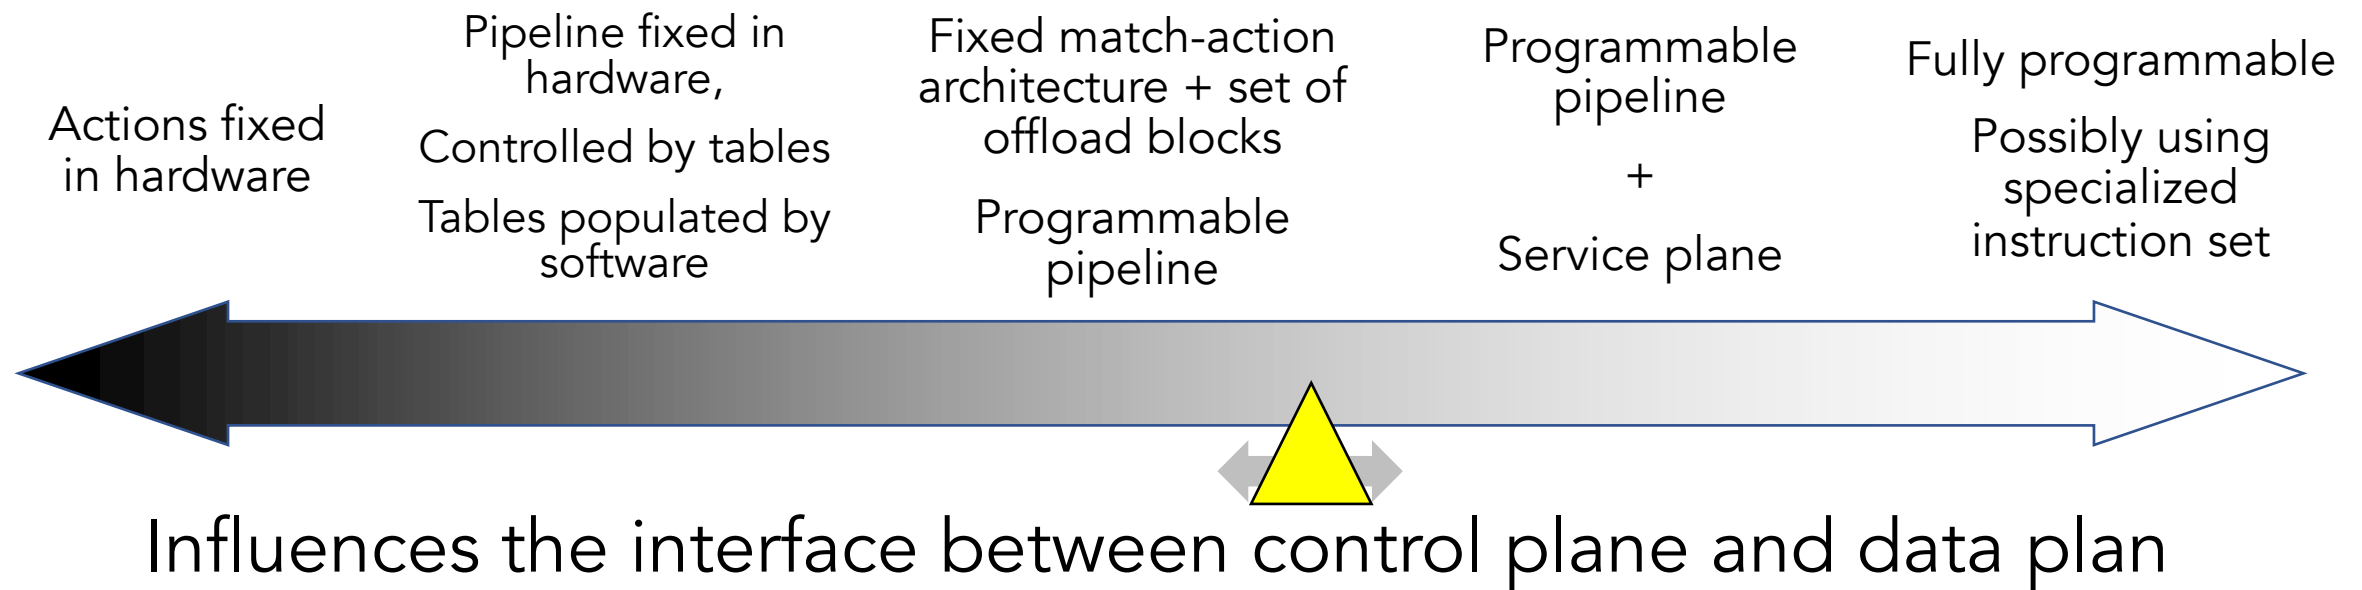 Actions fixed
in hardware
Pipeline fixed in
hardware,
Controlled by tables
Tables populated by
software
Fixed match-action
architecture + set of
offload blocks
Programmable
pipeline
Programmable
pipeline
+
Service plane
Fully programmable
Possibly using
specialized
instruction set
Influences the interface between control plane and data plan